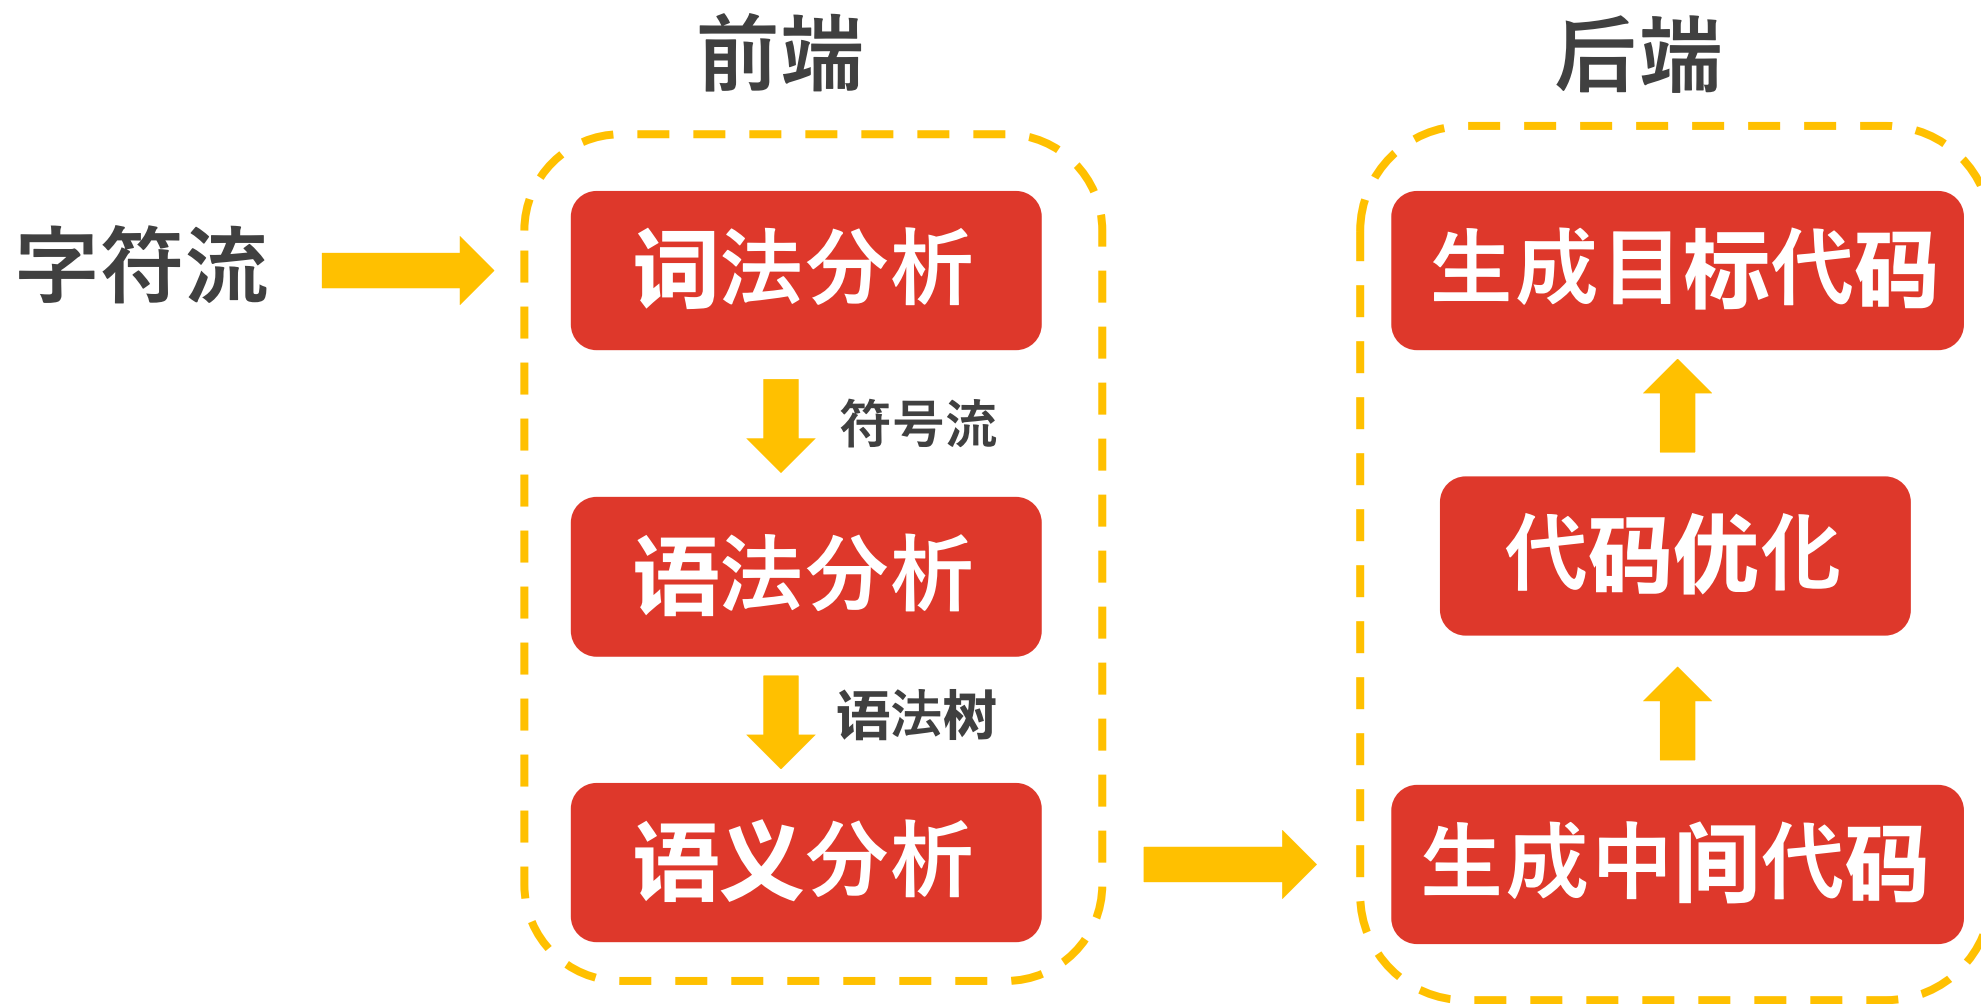 前端
后端
字符流
词法分析
符号流
语法分析
语法树
语义分析
生成目标代码
代码优化
生成中间代码